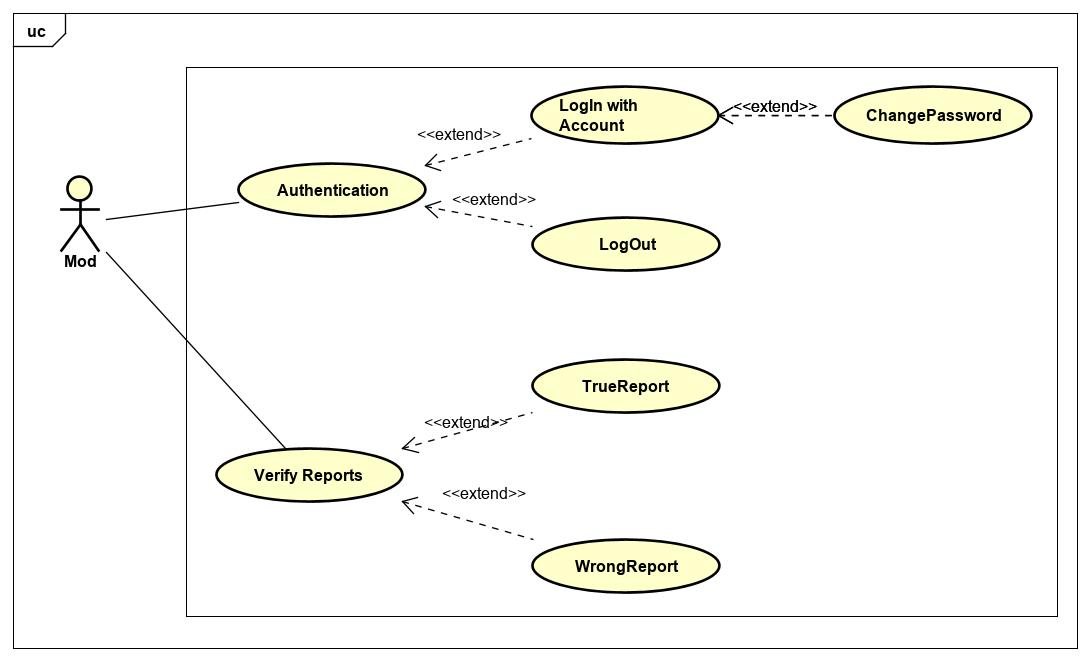 uc
LogIn with
Account
<<extend>>
ChangePassword
<<extend>>
Authentication
<<extend>>
LogOut
Mod
TrueReport
<<extend>>
Verify Reports
<<extend>>
WrongReport